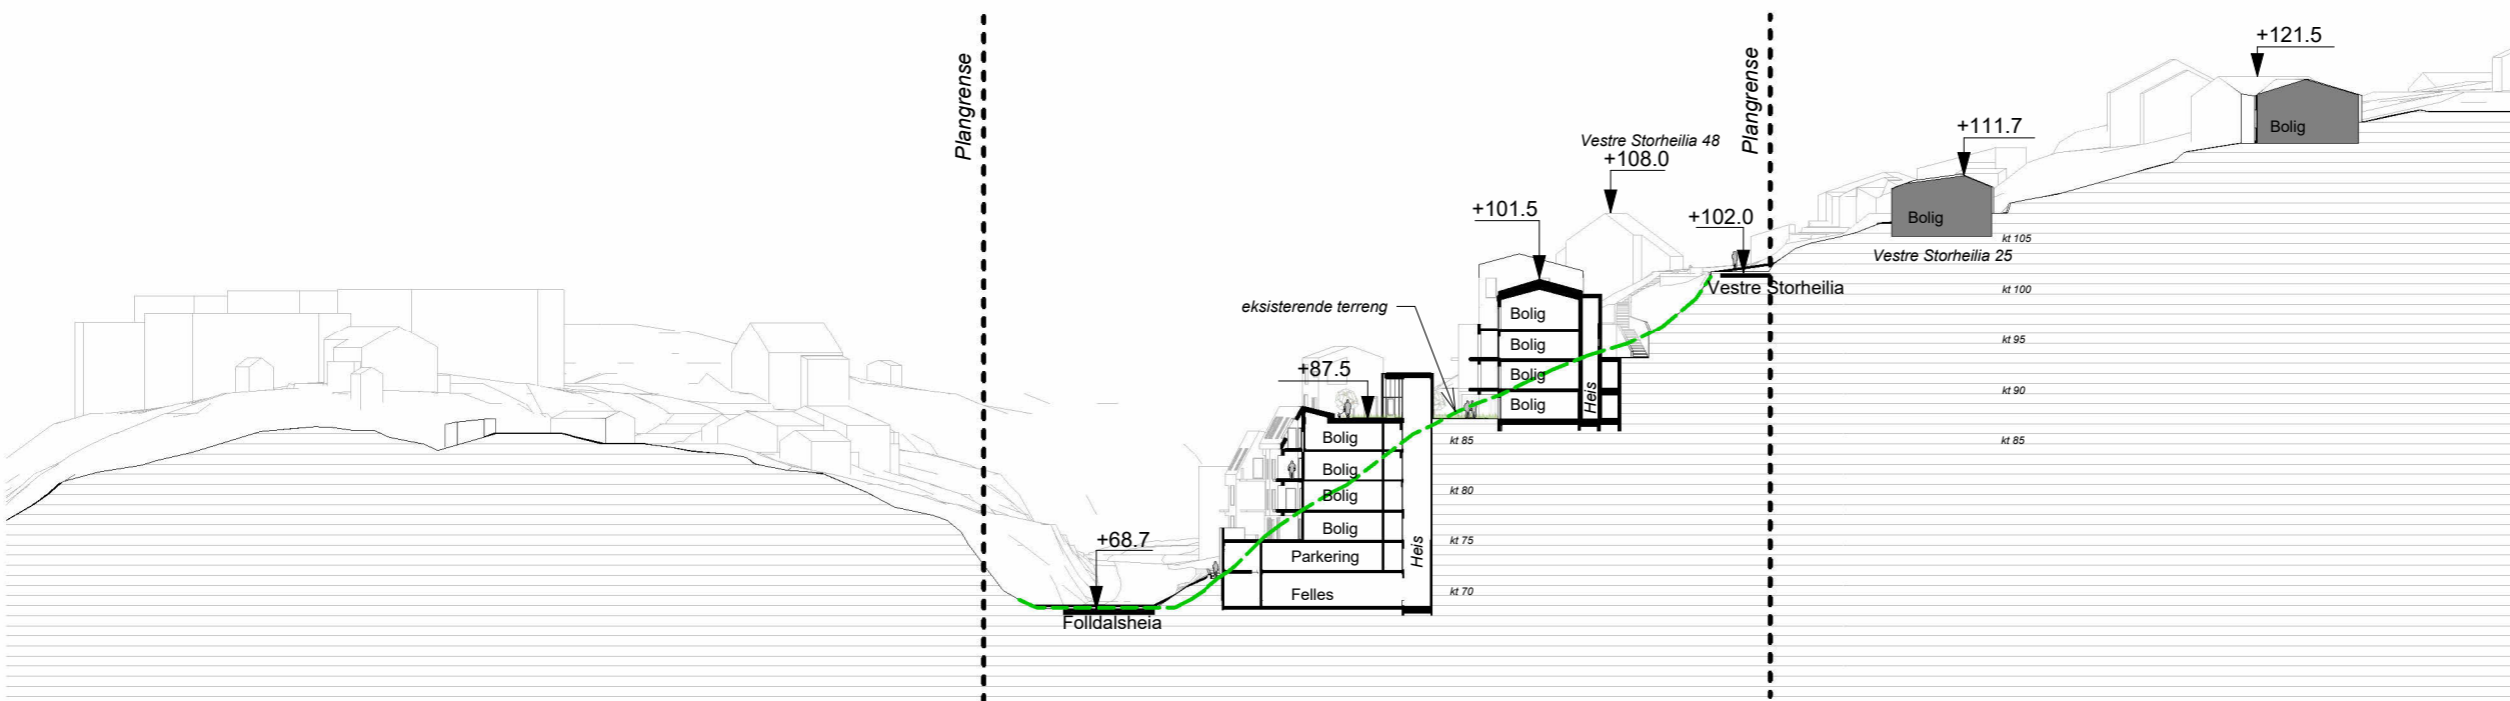 Plangrense
Plangrense
+121.5
Bolig
+111.7
Bolig
Vestre Storheilia 25
Vestre Storheilia 48
+108.0
+101.5
+102.0
Vestre Storheilia
kt 105
kt 100
kt 95
kt 90
kt 85
eksisterende terreng
Bolig
Bolig
Bolig
Bolig
Heis
+87.5
Bolig
Bolig
Bolig
Bolig
Parkering
Felles
Heis
kt 85
kt 80
kt 75
kt 70
+68.7
Folldalsheia